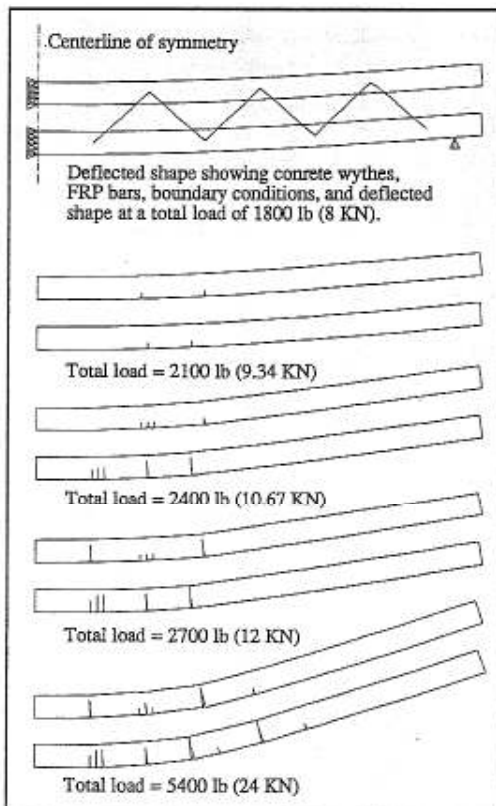 Centerline of symmetry
Deflected shape showing conrete wythes,
FRP bars, boundary conditions, and deflected
shape at a total load of 1800 lb (8 KN).
Total load = 2100 lb (9.34 KN)
Total load = 2400 lb (10.67 KN)
Total load = 2700 lb (12 KN)
Total load = 5400 lb (24 KN)